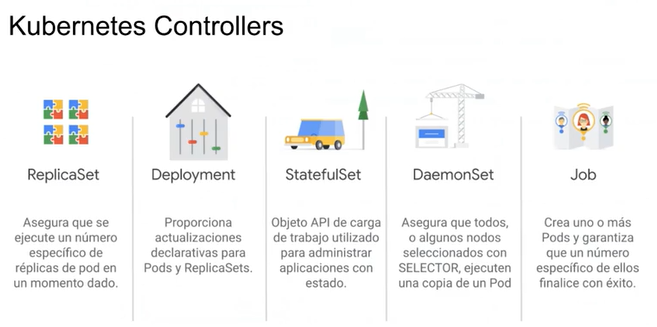 Kubernetes Controllers
ReplicaSet
Asegura que se
ejecute un número
específico de
réplicas de pod en
un momento dado.
Deployment
Proporciona
actualizaciones
declarativas para
Pods y ReplicaSets.
StatefulSet
Objeto API de carga
de trabajo utilizado
para administrar
aplicaciones con
estado.
DaemonSet
Asegura que todos,
o algunos nodos
seleccionados con
SELECTOR, ejecuten
una copia de un Pod
Job
Crea uno o más
Pods y garantiza
que un número
específico de ellos
finalice con éxito.